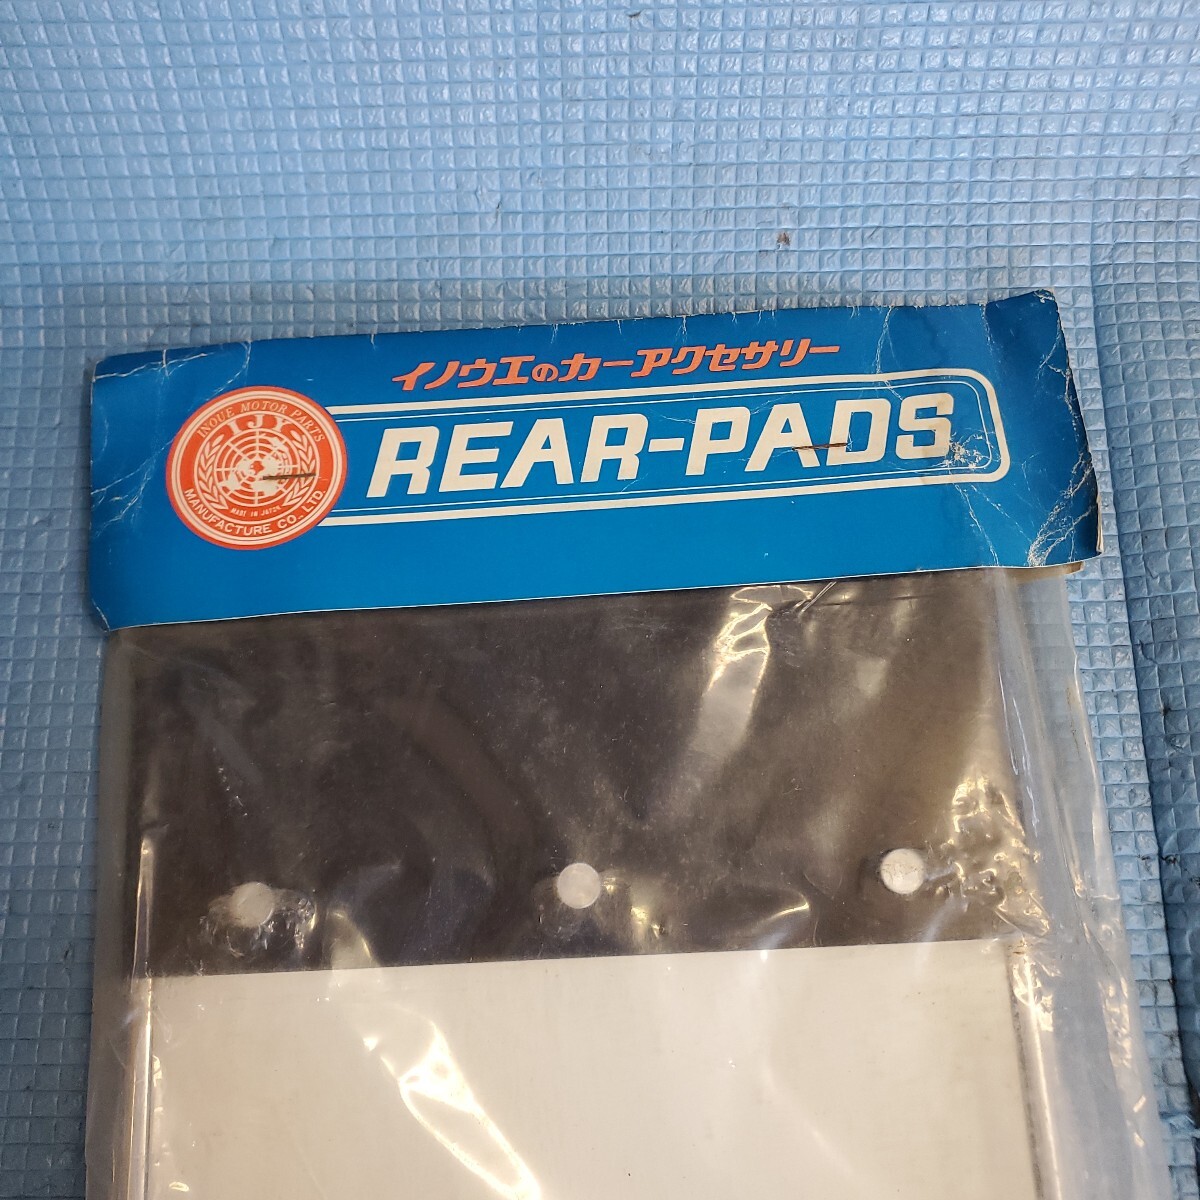 イノウエのカーアクセサリー
REAR-PADS
INOUE MOTOR PARTS
IJI
MADE IN JAPAN
MANUFACTURE CO., LTD.